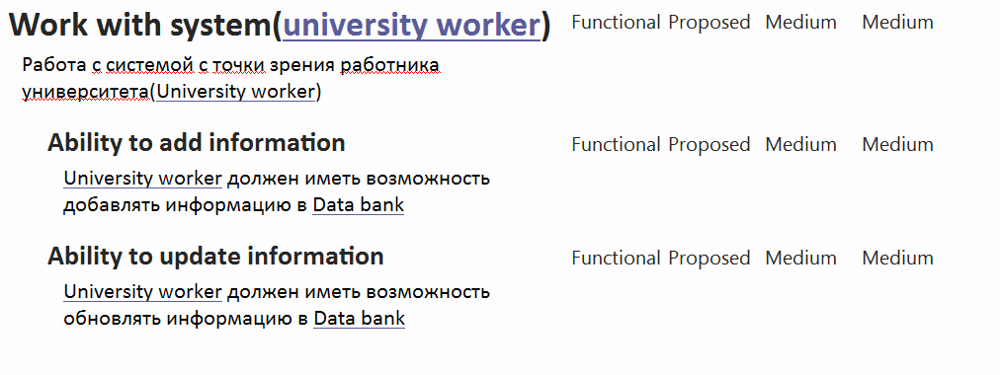 Work with system(university worker) Functional Proposed Medium Medium
Работа с системой с точки зрения работника
университета(University worker)
Ability to add information Functional Proposed Medium Medium
University worker должен иметь возможность
добавлять информацию в Data bank
Ability to update information Functional Proposed Medium Medium
University worker должен иметь возможность
обновлять информацию в Data bank